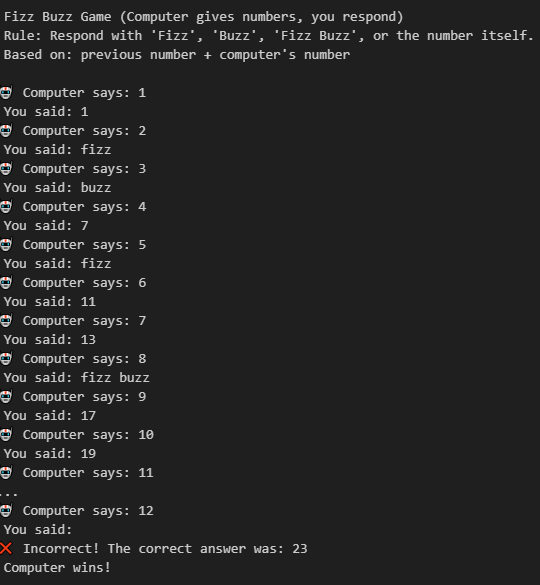 Fizz Buzz Game (Computer gives numbers, you respond)
Rule: Respond with 'Fizz', 'Buzz', 'Fizz Buzz', or the number itself.
Based on: previous number + computer's number
Computer says: 1
You said: 1
Computer says: 2
You said: fizz
Computer says: 3
You said: buzz
Computer says: 4
You said: 7
Computer says: 5
You said: fizz
Computer says: 6
You said: 11
Computer says: 7
You said: 13
Computer says: 8
You said: fizz buzz
Computer says: 9
You said: 17
Computer says: 10
You said: 19
Computer says: 11
...
Computer says: 12
You said:
❌ Incorrect! The correct answer was: 23
Computer wins!